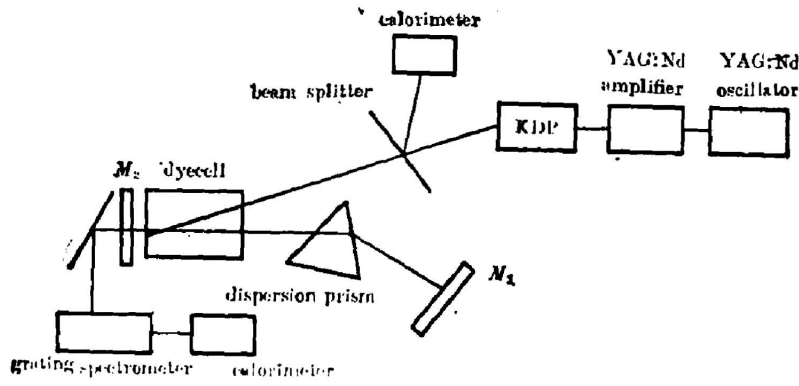 calorimeter
YAG:Nd
amplifier
YAG:Nd
oscillator
beam splitter
KDP
M₂
dyecell
M₁
dispersion prism
grating spectrometer
calorimeter